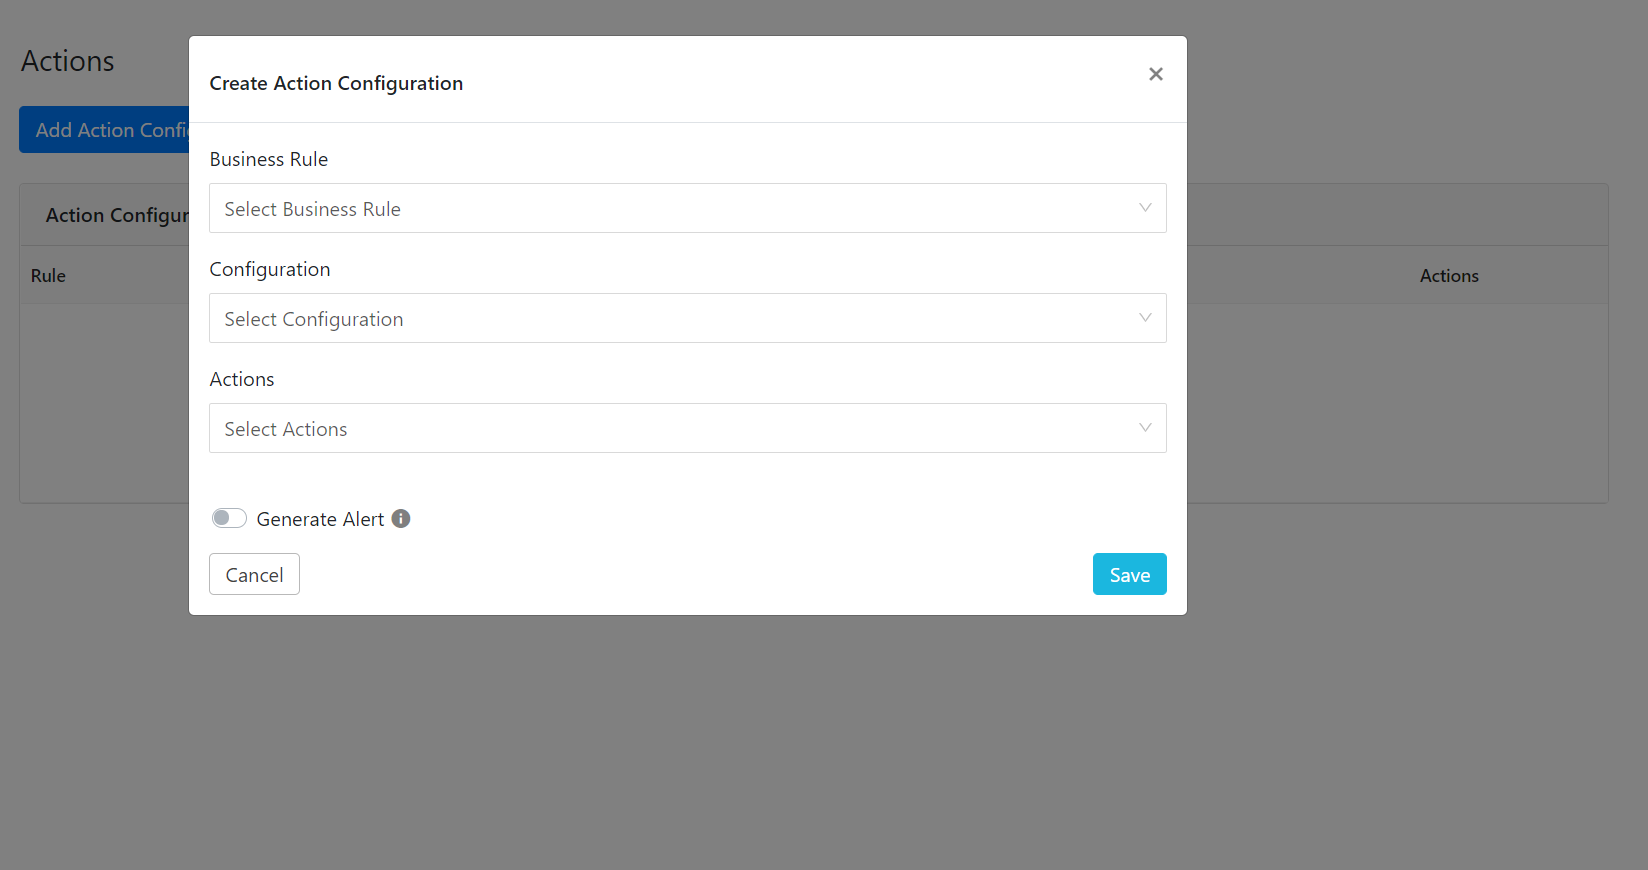 Actions
Add Action Confi
Action Configur
Rule
Actions
Create Action Configuration
Business Rule
Select Business Rule
Configuration
Select Configuration
Actions
Select Actions
Generate Alert
Cancel
Save